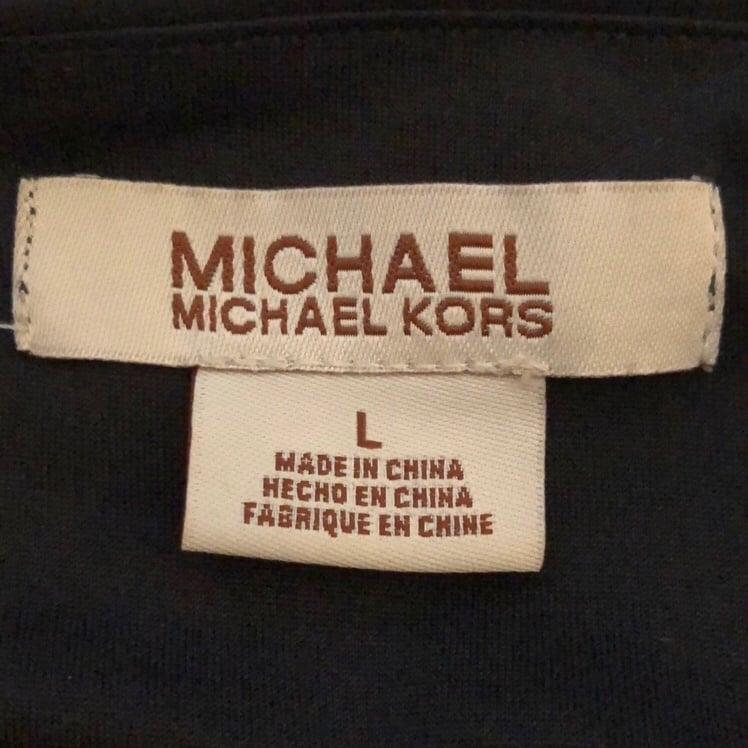 MICHAEL
MICHAEL KORS
L
MADE IN CHINA
HECHO EN CHINA
FABRIQUE EN CHINE